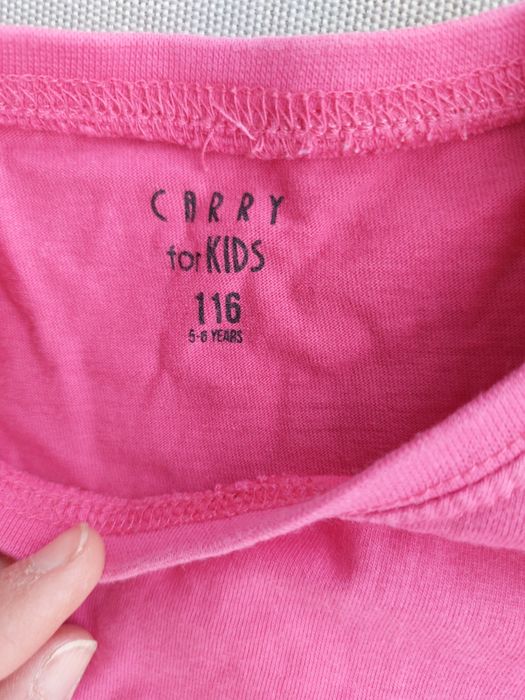 CARRY
for KIDS
116
5-6 YEARS